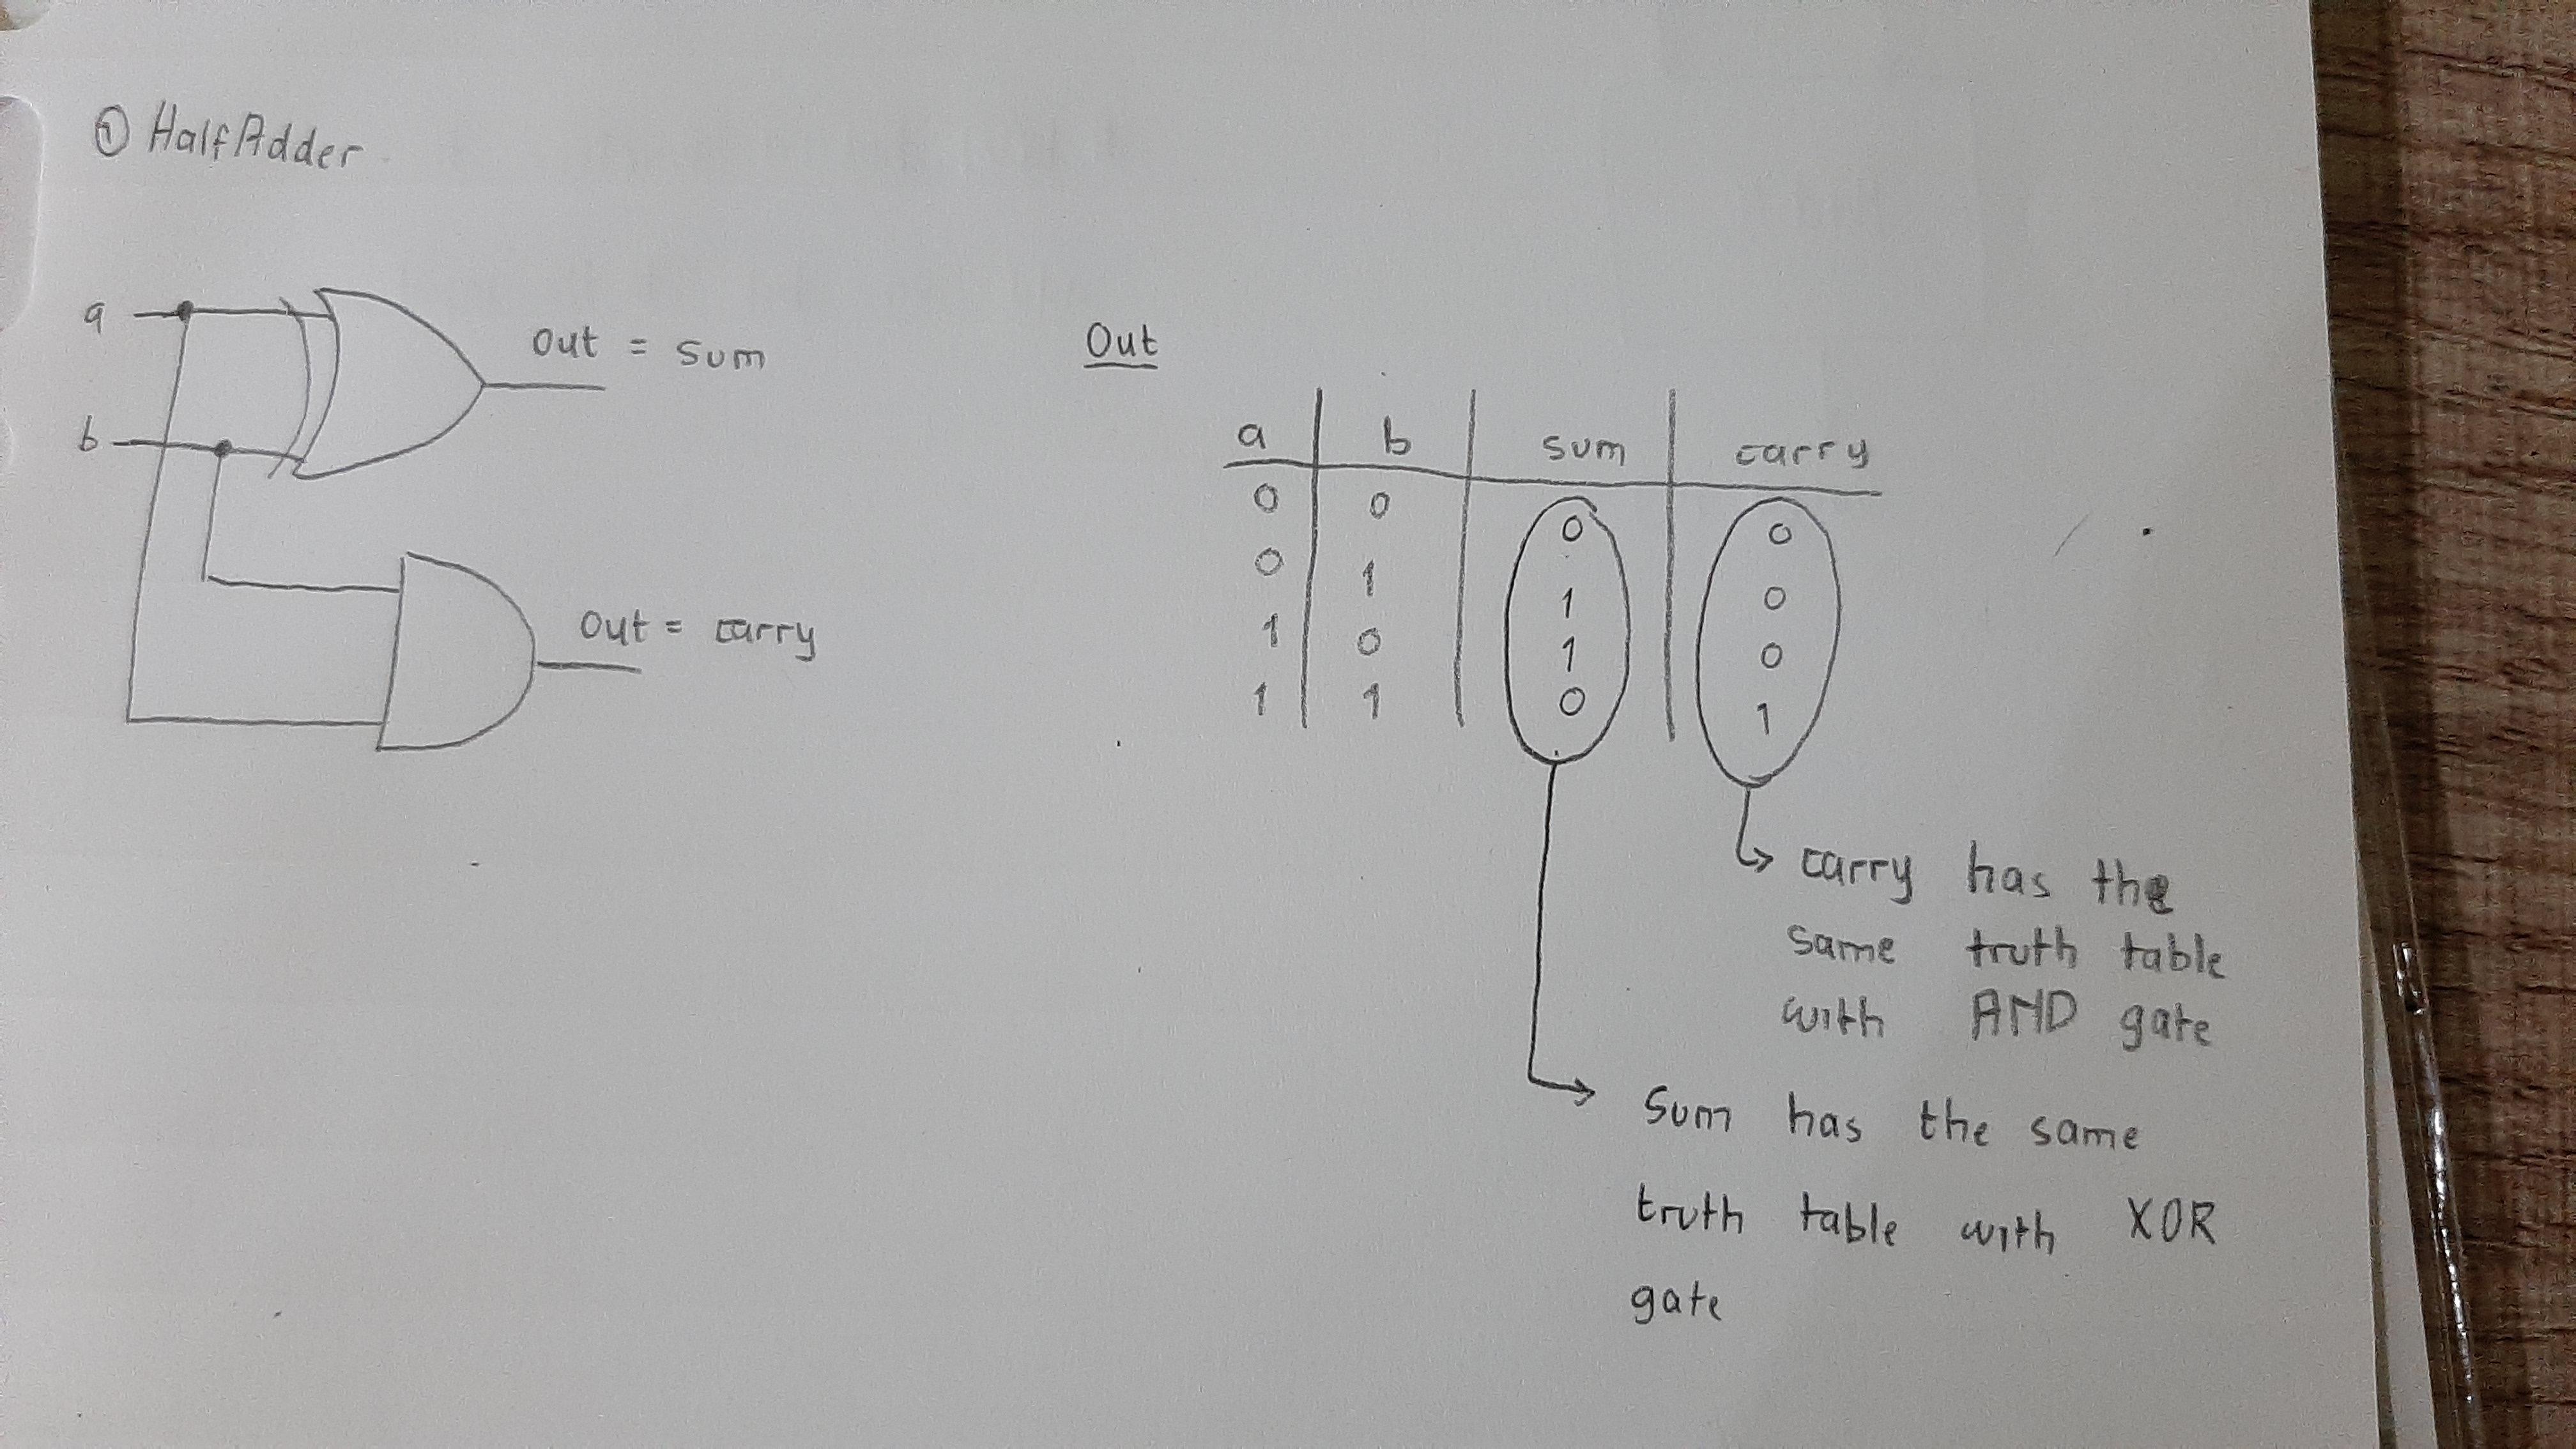 ① HalfAdder
a
b
Out = sum
Out = carry
Out
a b sum carry
0 0 0 0
0 1 1 0
1 0 1 0
1 1 0 1
carry has the
same truth table
with AND gate
Sum has the same
truth table with XOR
gate